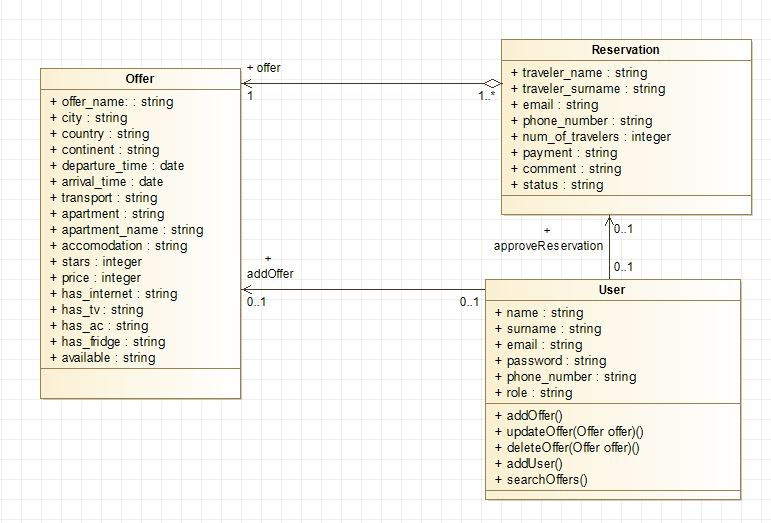 Offer
+ offer_name: : string
+ city : string
+ country : string
+ continent : string
+ departure_time : date
+ arrival_time : date
+ transport : string
+ apartment : string
+ apartment_name : string
+ accomodation : string
+ stars : integer
+ price : integer
+ has_internet : string
+ has_tv : string
+ has_ac : string
+ has_fridge : string
+ available : string
+ offer
1
1..*
Reservation
+ traveler_name : string
+ traveler_surname : string
+ email : string
+ phone_number : string
+ num_of_travelers : integer
+ payment : string
+ comment : string
+ status : string
+
approveReservation
0..1
0..1
+
addOffer
0..1
0..1
User
+ name : string
+ surname : string
+ email : string
+ password : string
+ phone_number : string
+ role : string
+ addOffer()
+ updateOffer(Offer offer)()
+ deleteOffer(Offer offer)()
+ addUser()
+ searchOffers()